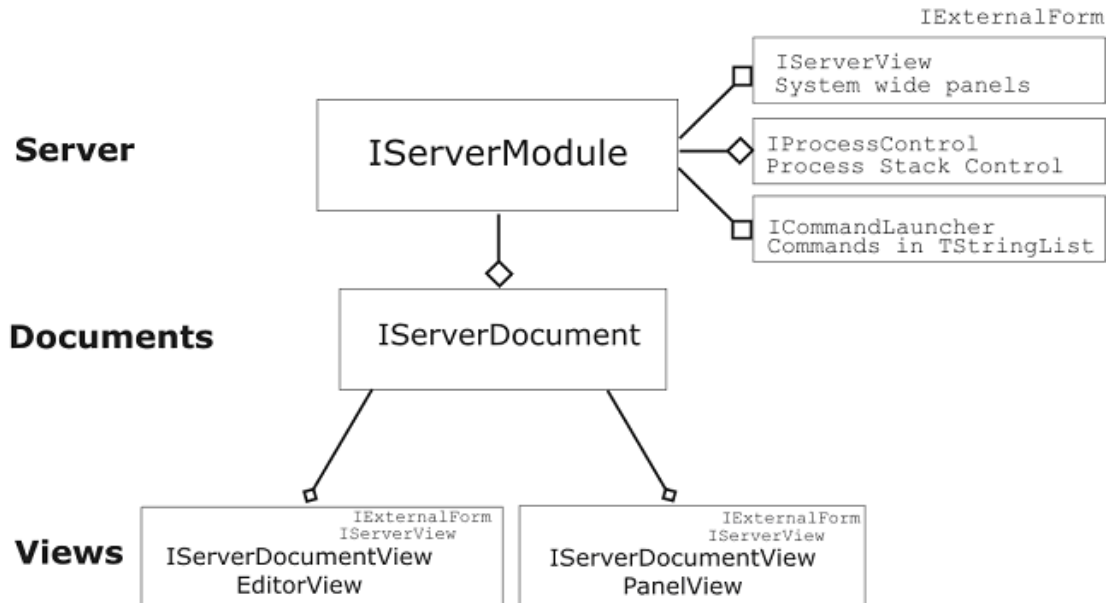 IExternalForm
IServerView
System wide panels
Server
IServerModule
IProcessControl
Process Stack Control
ICommandLauncher
Commands in TStringList
Documents
IServerDocument
Views
IExternalForm
IServerView
IServerDocumentView
EditorView
IExternalForm
IServerView
IServerDocumentView
PanelView